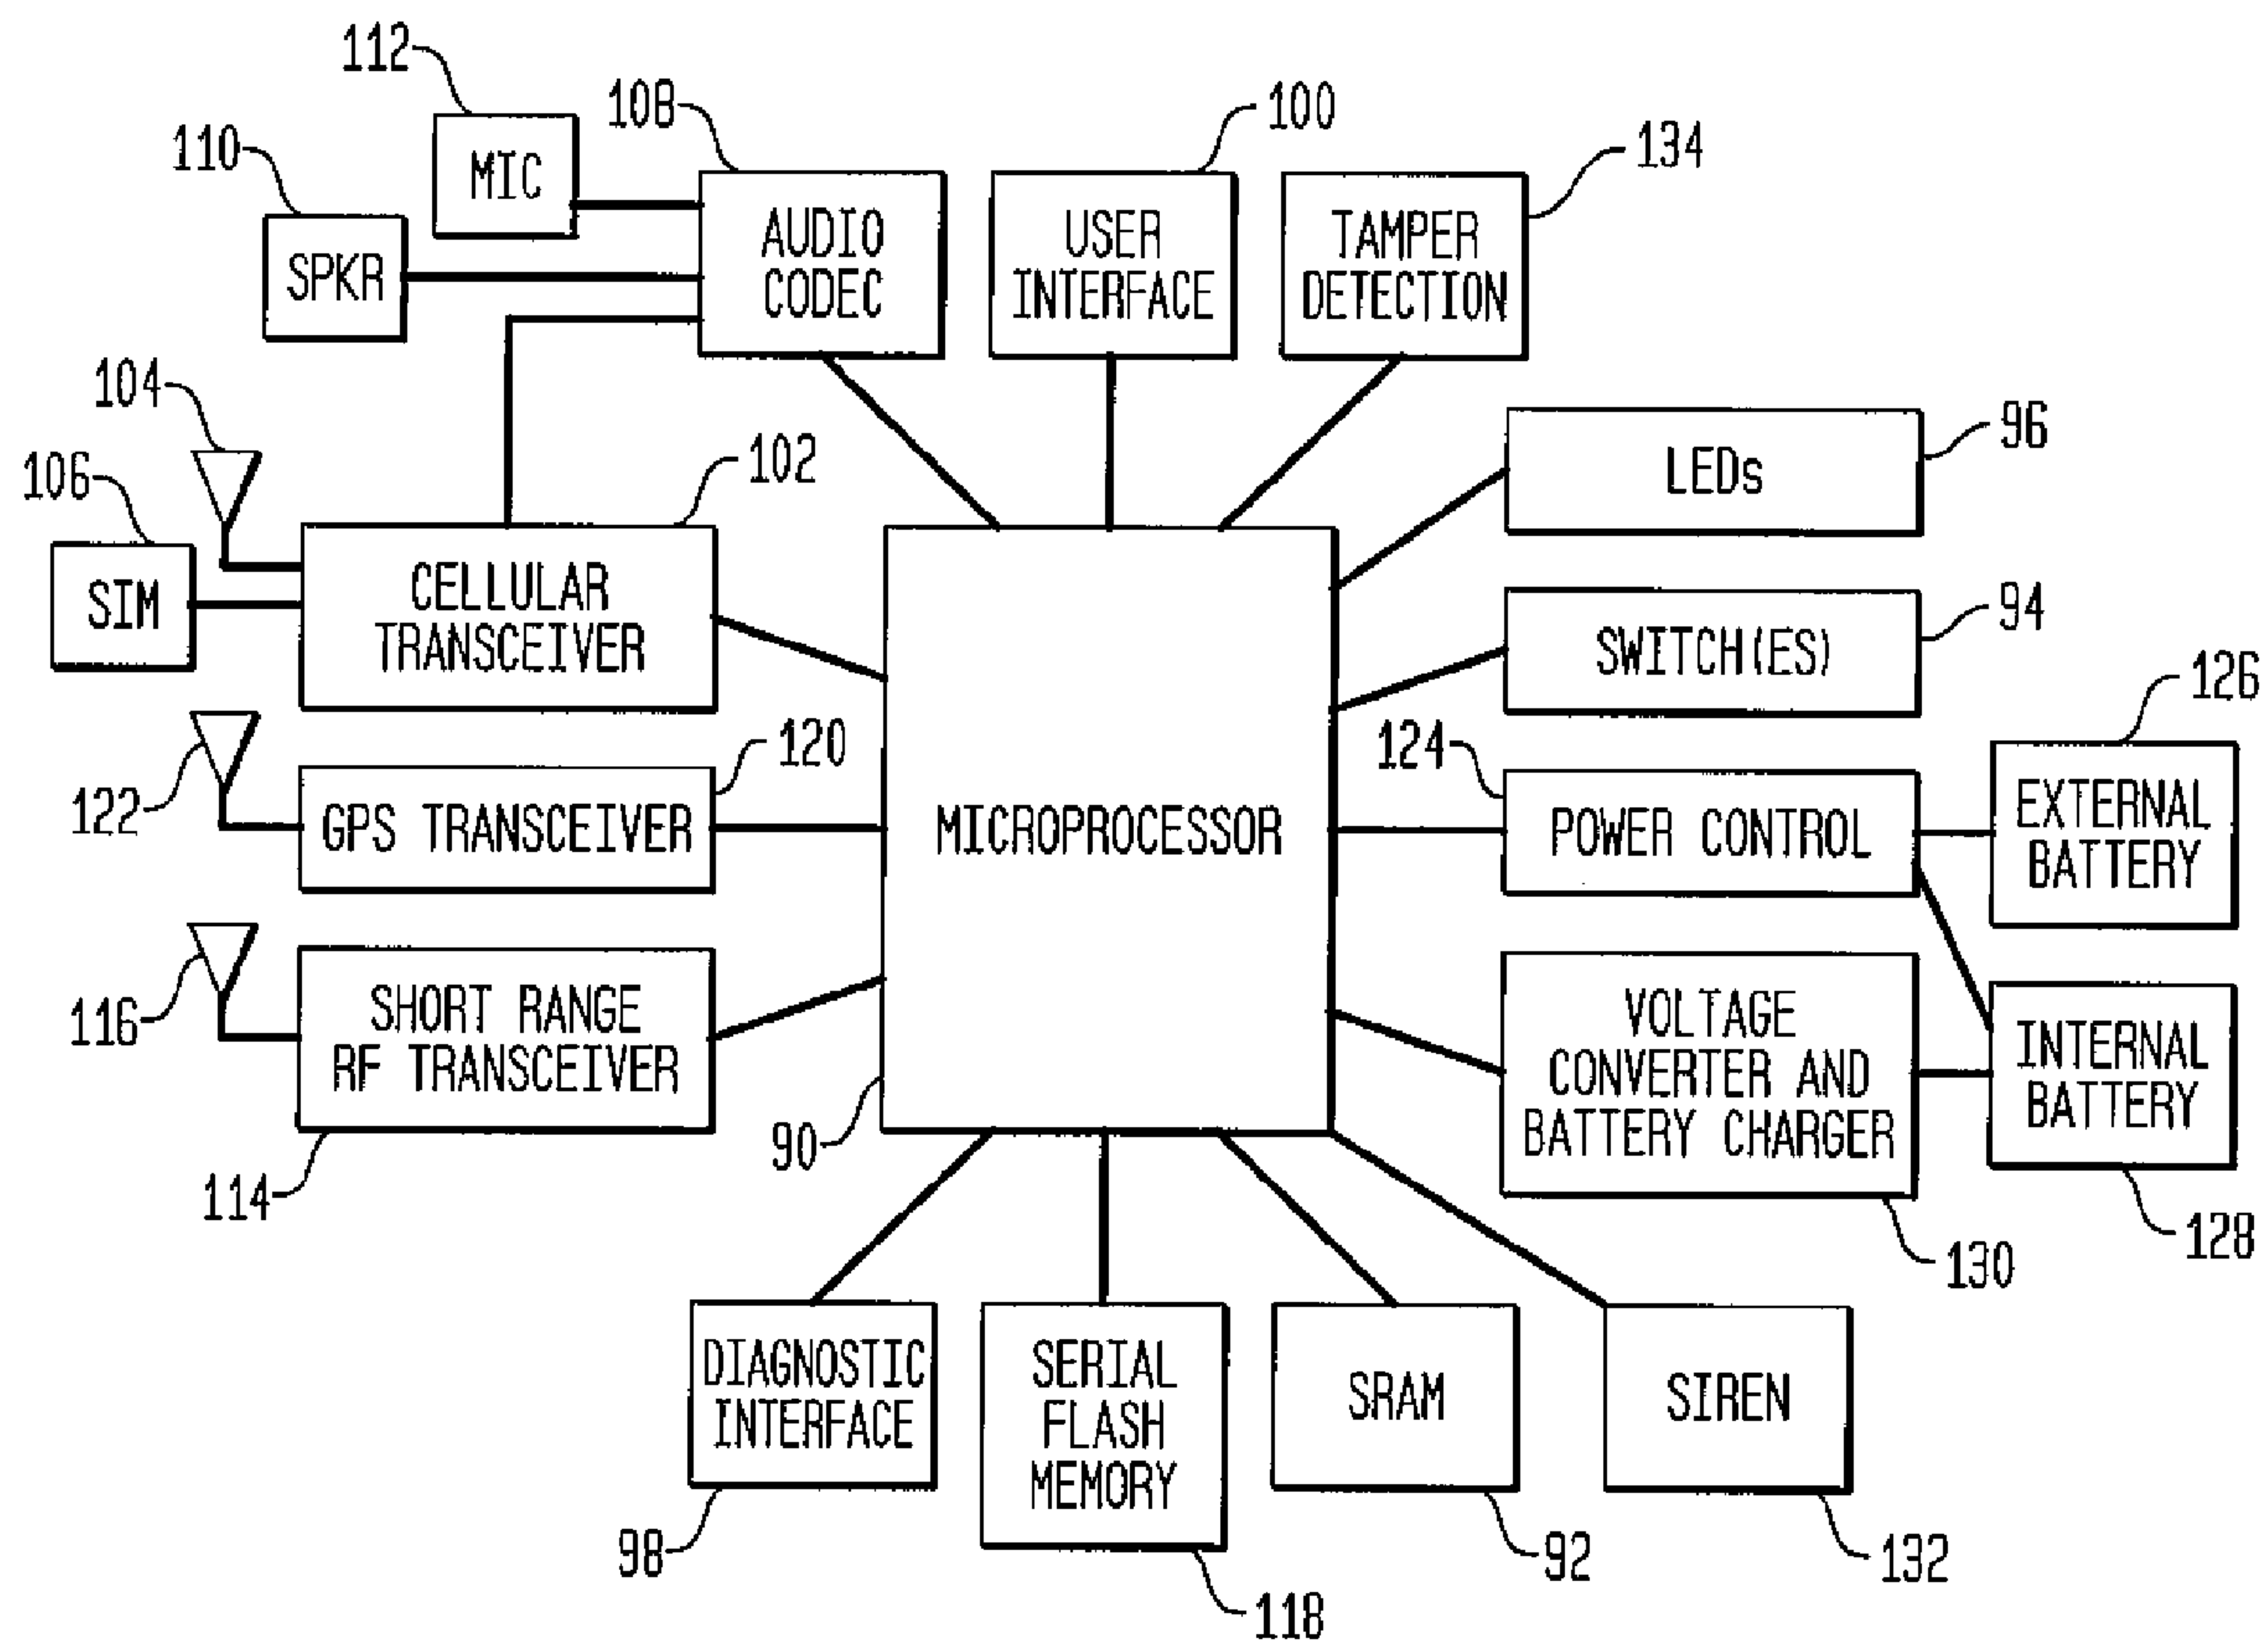 112
108
100
134
110
MIC
AUDIO
CODEC
USER
INTERFACE
TAMPER
DETECTION
SPKR
104
106
102
LEDs
96
SIM
CELLULAR
TRANSCEIVER
SWITCH(ES)
94
122
120
GPS TRANSCEIVER
MICROPROCESSOR
124
POWER CONTROL
126
EXTERNAL
BATTERY
116
SHORT RANGE
RF TRANSCEIVER
114
90
VOLTAGE
CONVERTER AND
BATTERY CHARGER
130
INTERNAL
BATTERY
128
DIAGNOSTIC
INTERFACE
98
SERIAL
FLASH
MEMORY
118
SRAM
92
SIREN
132